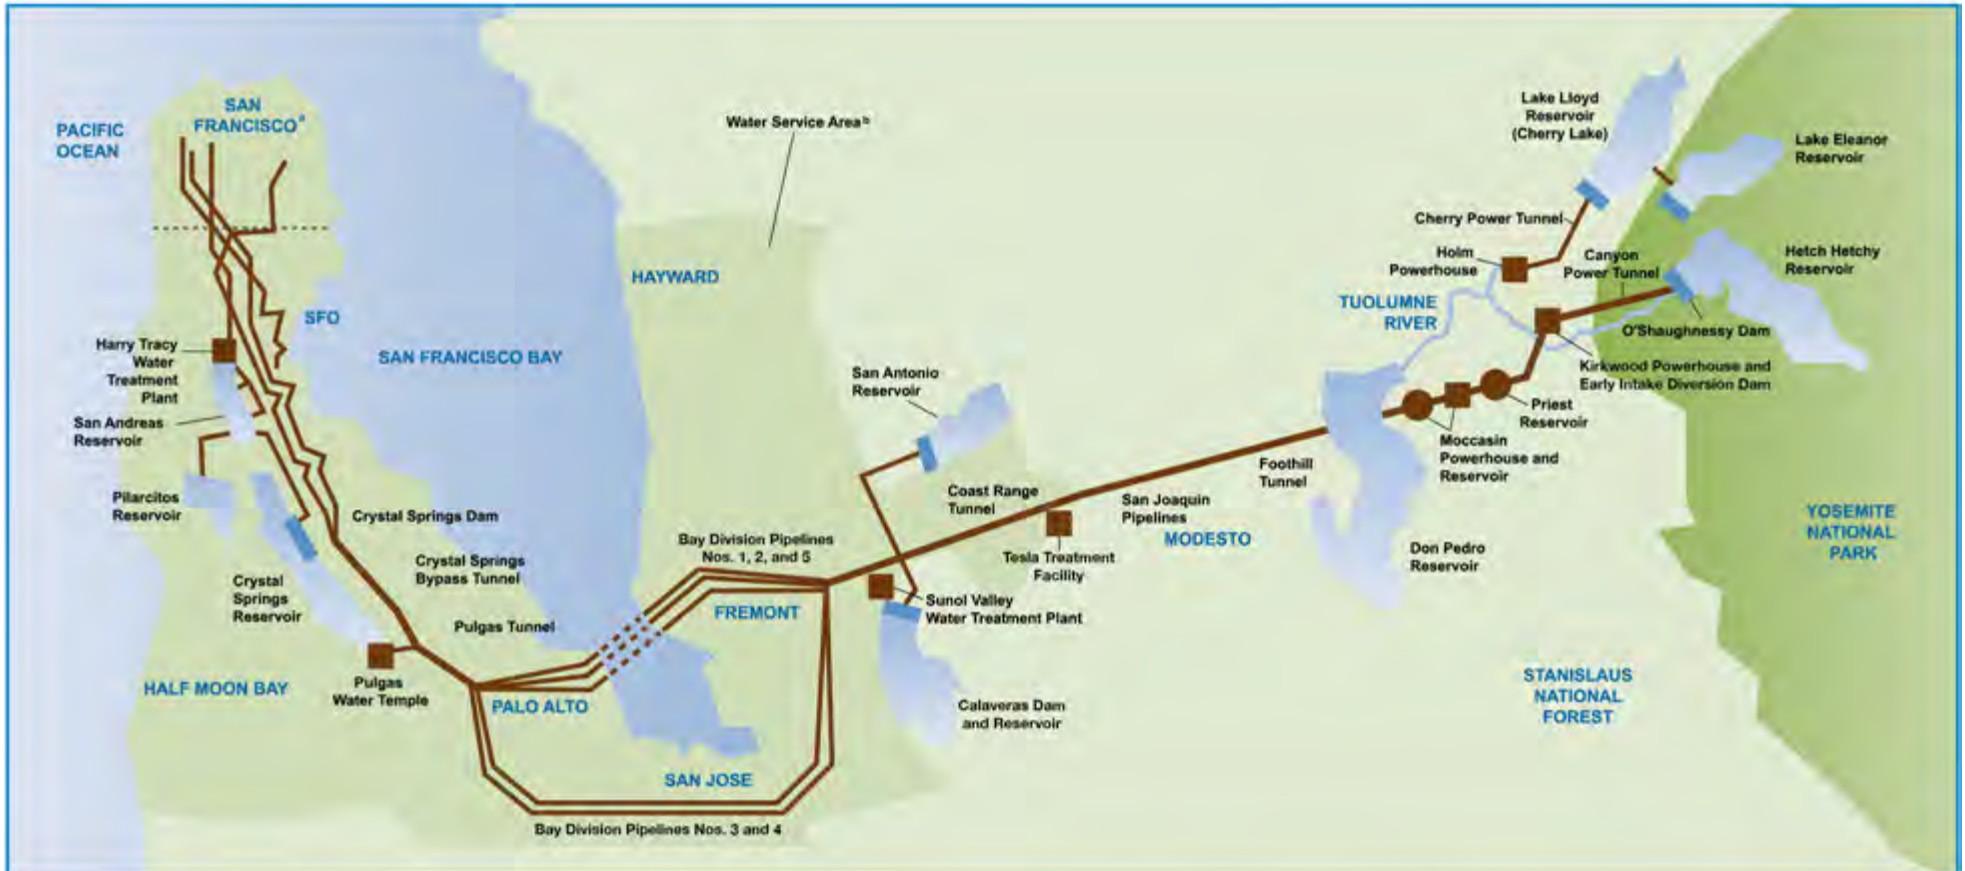 PACIFIC
OCEAN
SAN
FRANCISCOᵃ
Water Service Areaᵇ
HAYWARD
SFO
SAN FRANCISCO BAY
Harry Tracy
Water
Treatment
Plant
San Andreas
Reservoir
Pilarcitos
Reservoir
Crystal Springs Dam
Crystal Springs
Bypass Tunnel
Crystal
Springs
Reservoir
Pulgas Tunnel
HALF MOON BAY
Pulgas
Water Temple
PALO ALTO
Bay Division Pipelines
Nos. 1, 2, and 5
FREMONT
SAN JOSE
Bay Division Pipelines Nos. 3 and 4
San Antonio
Reservoir
Coast Range
Tunnel
Sunol Valley
Water Treatment Plant
Calaveras Dam
and Reservoir
Tesla Treatment
Facility
San Joaquin
Pipelines
MODESTO
Foothill
Tunnel
Don Pedro
Reservoir
Moccasin
Powerhouse and
Reservoir
Priest
Reservoir
TUOLUMNE
RIVER
Lake Lloyd
Reservoir
(Cherry Lake)
Cherry Power Tunnel
Holm
Powerhouse
Canyon
Power Tunnel
Lake Eleanor
Reservoir
Hetch Hetchy
Reservoir
O'Shaughnessy Dam
Kirkwood Powerhouse and
Early Intake Diversion Dam
YOSEMITE
NATIONAL
PARK
STANISLAUS
NATIONAL
FOREST